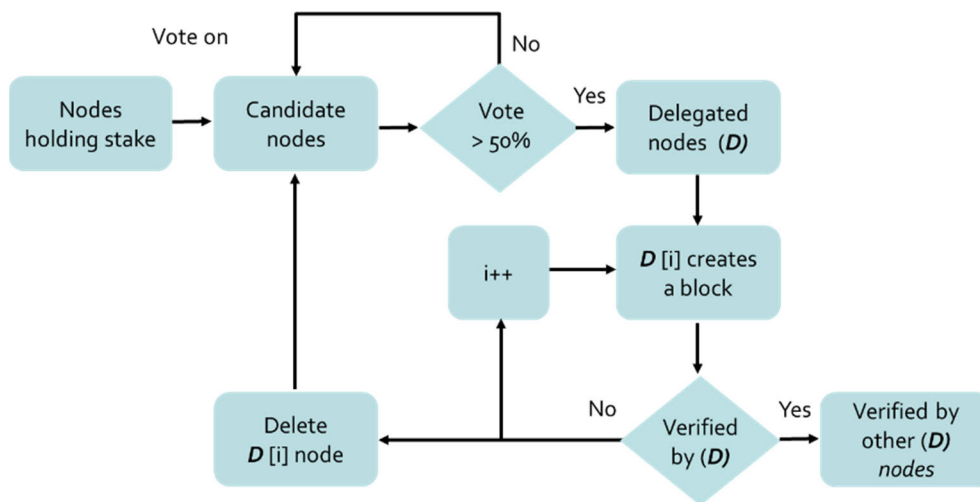 Vote on
No
Nodes
holding stake
Candidate
nodes
Vote
> 50%
Yes
Delegated
nodes (D)
i++
D [i] creates
a block
Delete
D [i] node
No
Verified
by (D)
Yes
Verified by
other (D)
nodes